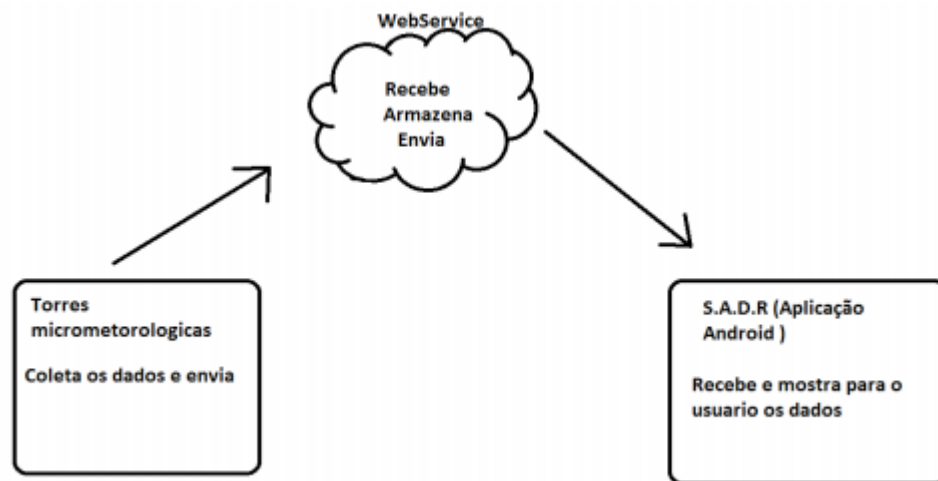 WebService
Recebe
Armazena
Envia
Torres
micrometorologicas
Coleta os dados e envia
S.A.D.R (Aplicação
Android )
Recebe e mostra para o
usuario os dados